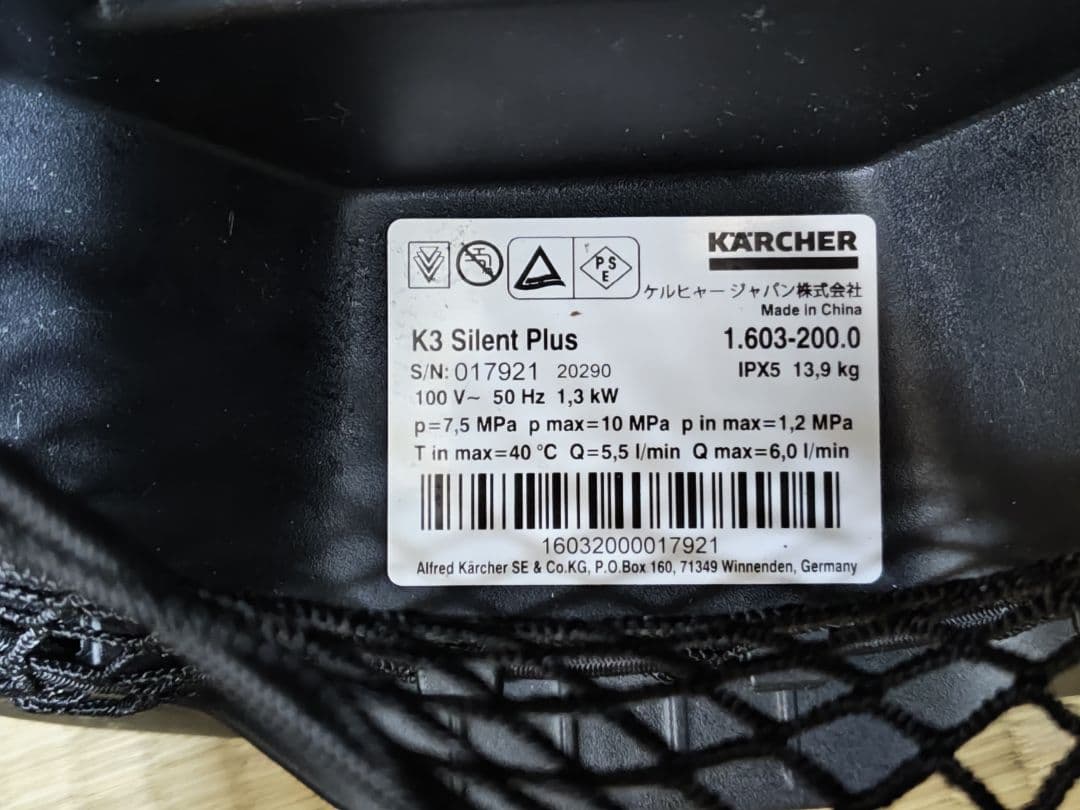 KÄRCHER
PS
E
ケルヒャー ジャパン株式会社
Made in China
K3 Silent Plus 1.603-200.0
S/N: 017921 20290 IPX5 13,9 kg
100 V~ 50 Hz 1,3 kW
p=7,5 MPa p max=10 MPa p in max=1,2 MPa
T in max=40 °C Q=5,5 l/min Q max=6,0 l/min
16032000017921
Alfred Kärcher SE & Co.KG, P.O.Box 160, 71349 Winnenden, Germany